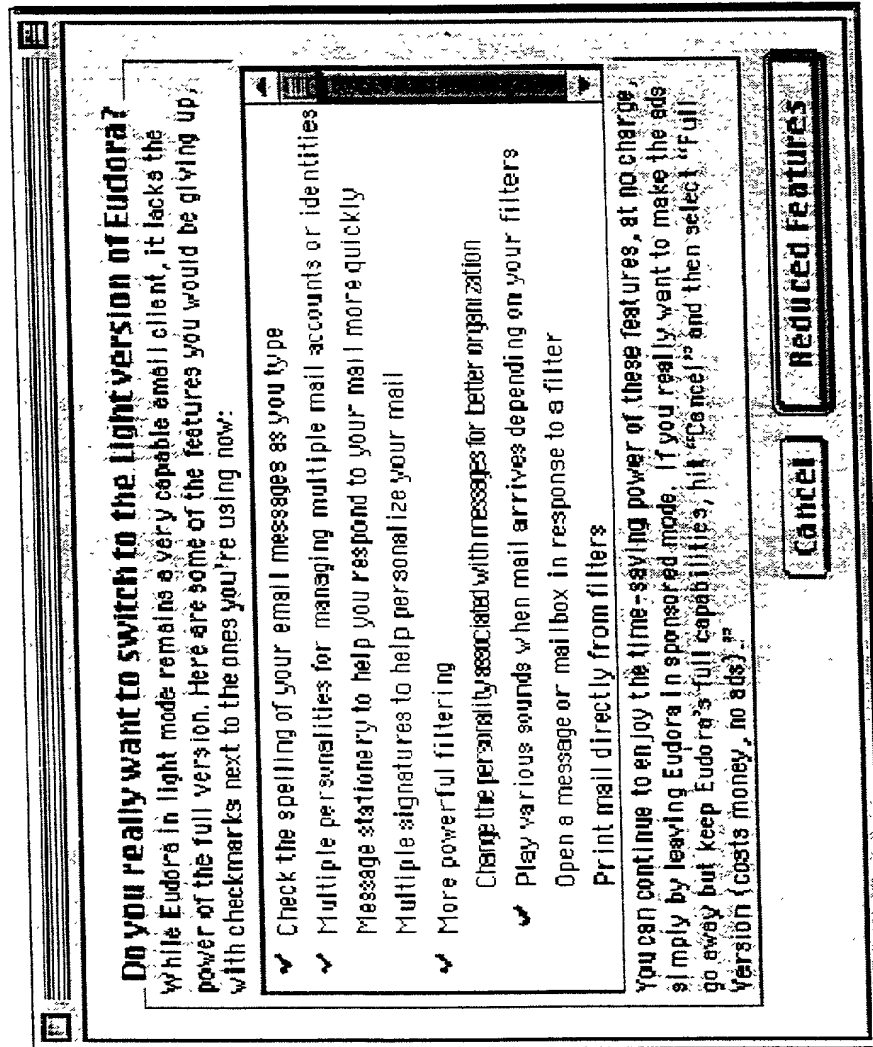 Do you really want to switch to the Light version of Eudora?
While Eudora in light mode remains a very capable email client, it lacks the
power of the full version. Here are some of the features you would be giving up,
with checkmarks next to the ones you're using now:
✔ Check the spelling of your email messages as you type
✔ Multiple personalities for managing multiple mail accounts or identities
Message stationery to help you respond to your mail more quickly
Multiple signatures to help personalize your mail
✔ More powerful filtering
Change the personality associated with messages for better organization
✔ Play various sounds when mail arrives depending on your filters
Open a message or mailbox in response to a filter
Print mail directly from filters
You can continue to enjoy the time-saving power of these features, at no charge,
simply by leaving Eudora in sponsored mode. If you really want to make the ads
go away but keep Eudora's full capabilities, hit "Cancel" and then select "Full
Version (costs money, no ads)."
Cancel
Reduced Features